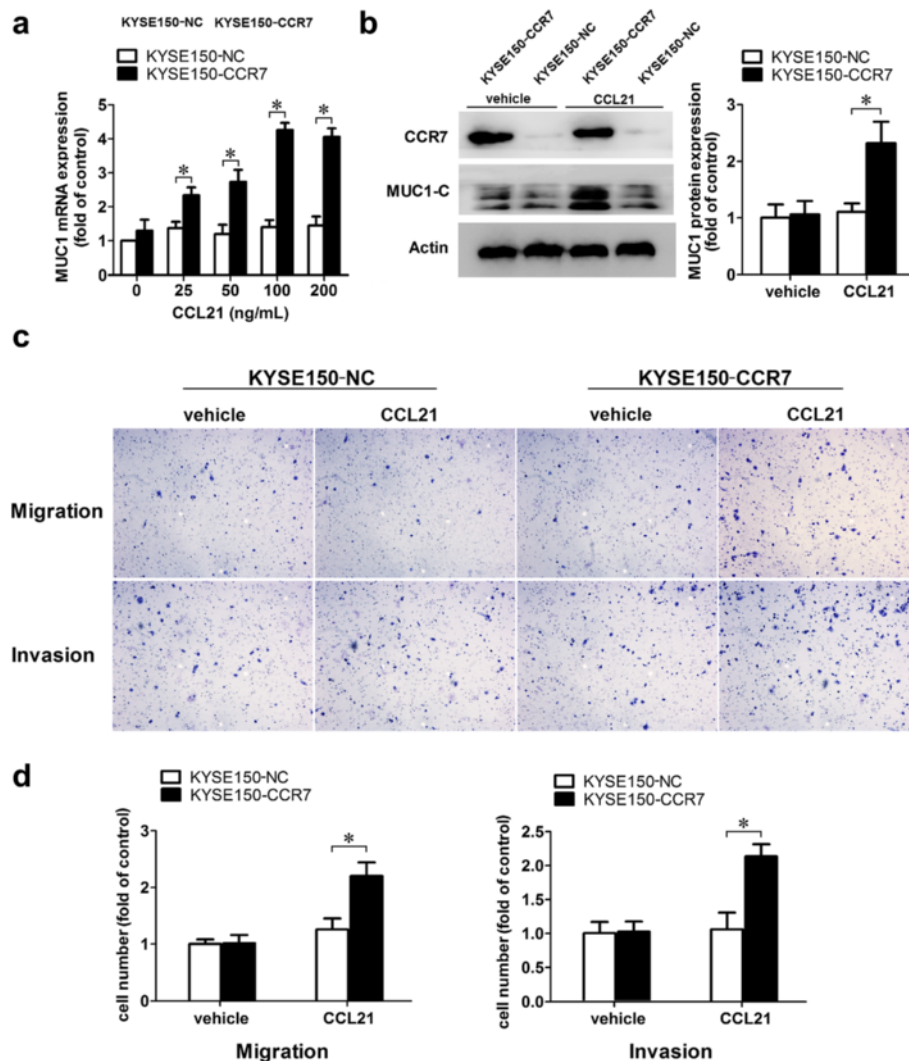 a
KYSE150-NC KYSE150-CCR7
KYSE150-NC
KYSE150-CCR7
MUC1 mRNA expression
(fold of control)
5
4
3
2
1
0
* * * *
0 25 50 100 200
CCL21 (ng/mL)
b
KYSE150-CCR7 KYSE150-NC KYSE150-CCR7 KYSE150-NC
vehicle CCL21
CCR7
MUC1-C
Actin
KYSE150-NC
KYSE150-CCR7
MUC1 protein expression
(fold of control)
3
2
1
0
*
vehicle CCL21
c
KYSE150-NC KYSE150-CCR7
vehicle CCL21 vehicle CCL21
Migration
Invasion
d
KYSE150-NC
KYSE150-CCR7
cell number (fold of control)
3
2
1
0
*
vehicle CCL21
Migration
KYSE150-NC
KYSE150-CCR7
cell number (fold of control)
2.5
2.0
1.5
1.0
0.5
0.0
*
vehicle CCL21
Invasion